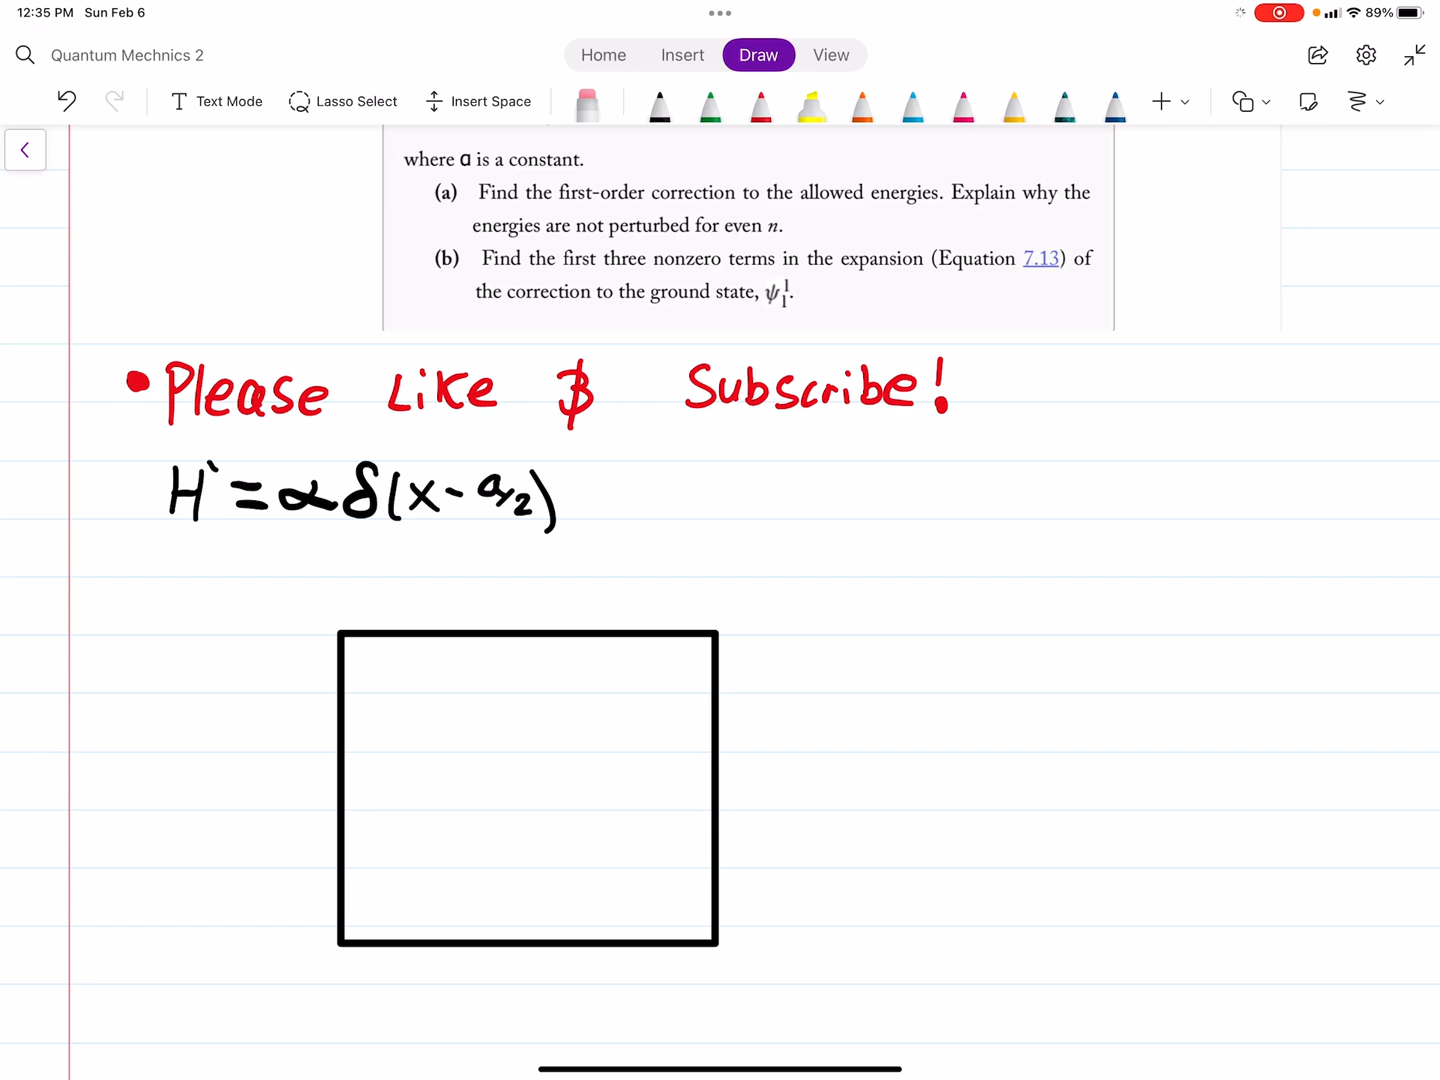 12:35 PM Sun Feb 6
89%
Quantum Mechnics 2
Home Insert Draw View
Text Mode Lasso Select Insert Space
where α is a constant.
(a) Find the first-order correction to the allowed energies. Explain why the
energies are not perturbed for even n.
(b) Find the first three nonzero terms in the expansion (Equation 7.13) of
the correction to the ground state, ψ₁¹.
• Please Like & Subscribe!
H' = αδ(x - a/2)